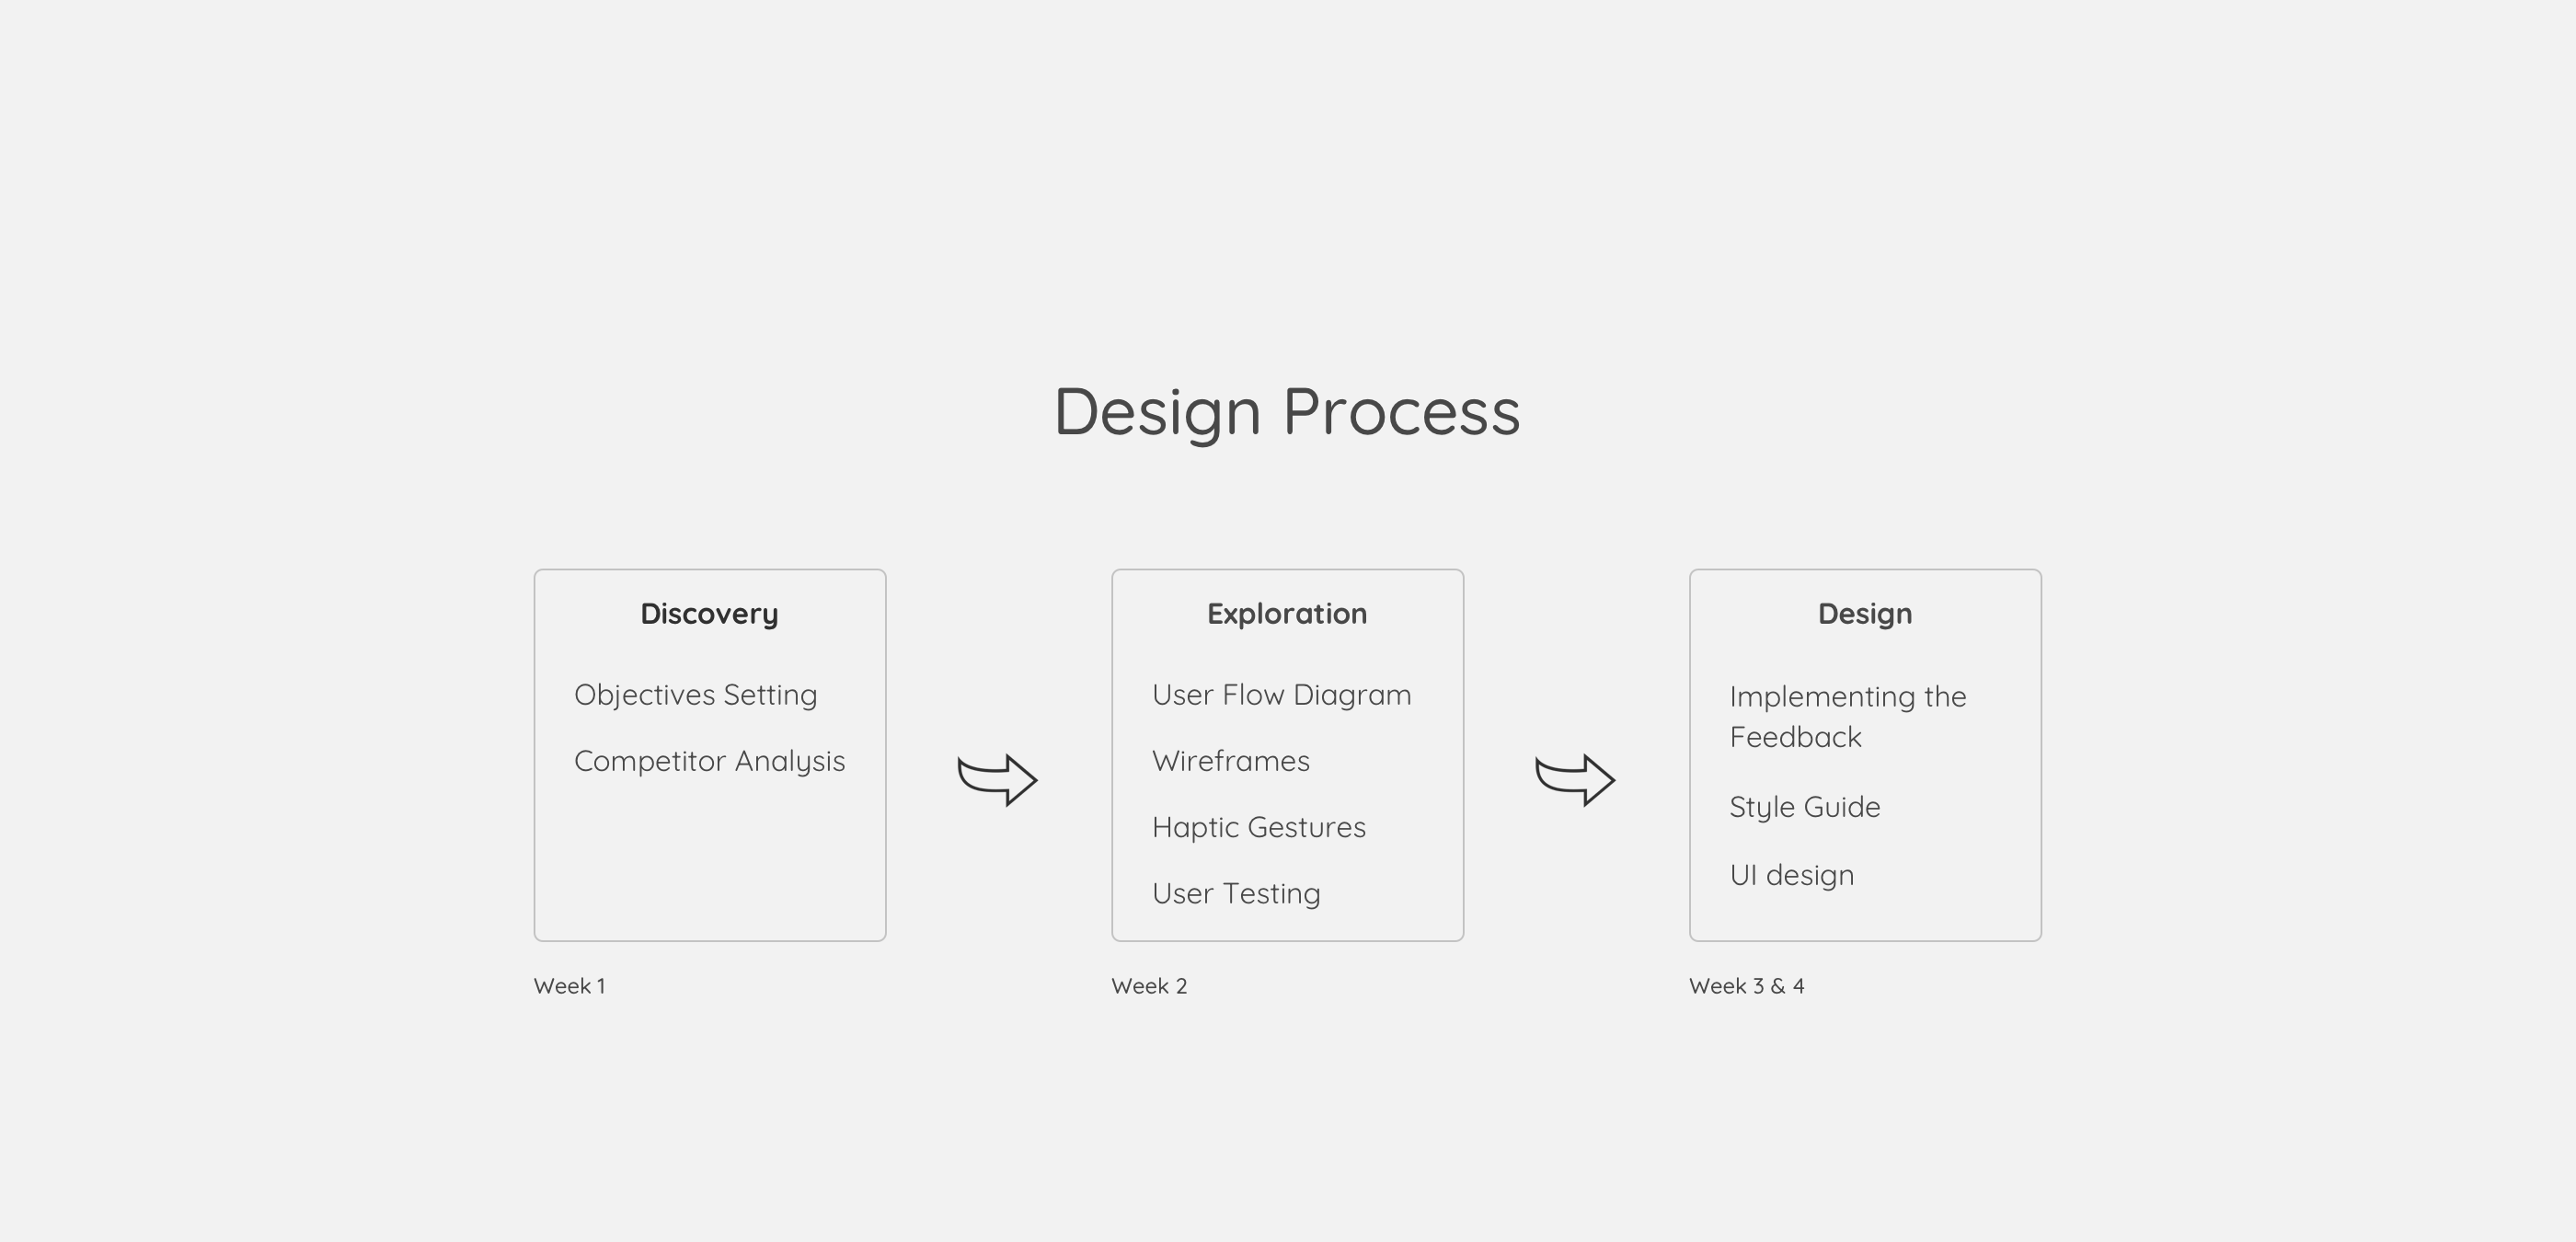 Design Process
Discovery
Objectives Setting
Competitor Analysis
Week 1
Exploration
User Flow Diagram
Wireframes
Haptic Gestures
User Testing
Week 2
Design
Implementing the
Feedback
Style Guide
UI design
Week 3 & 4